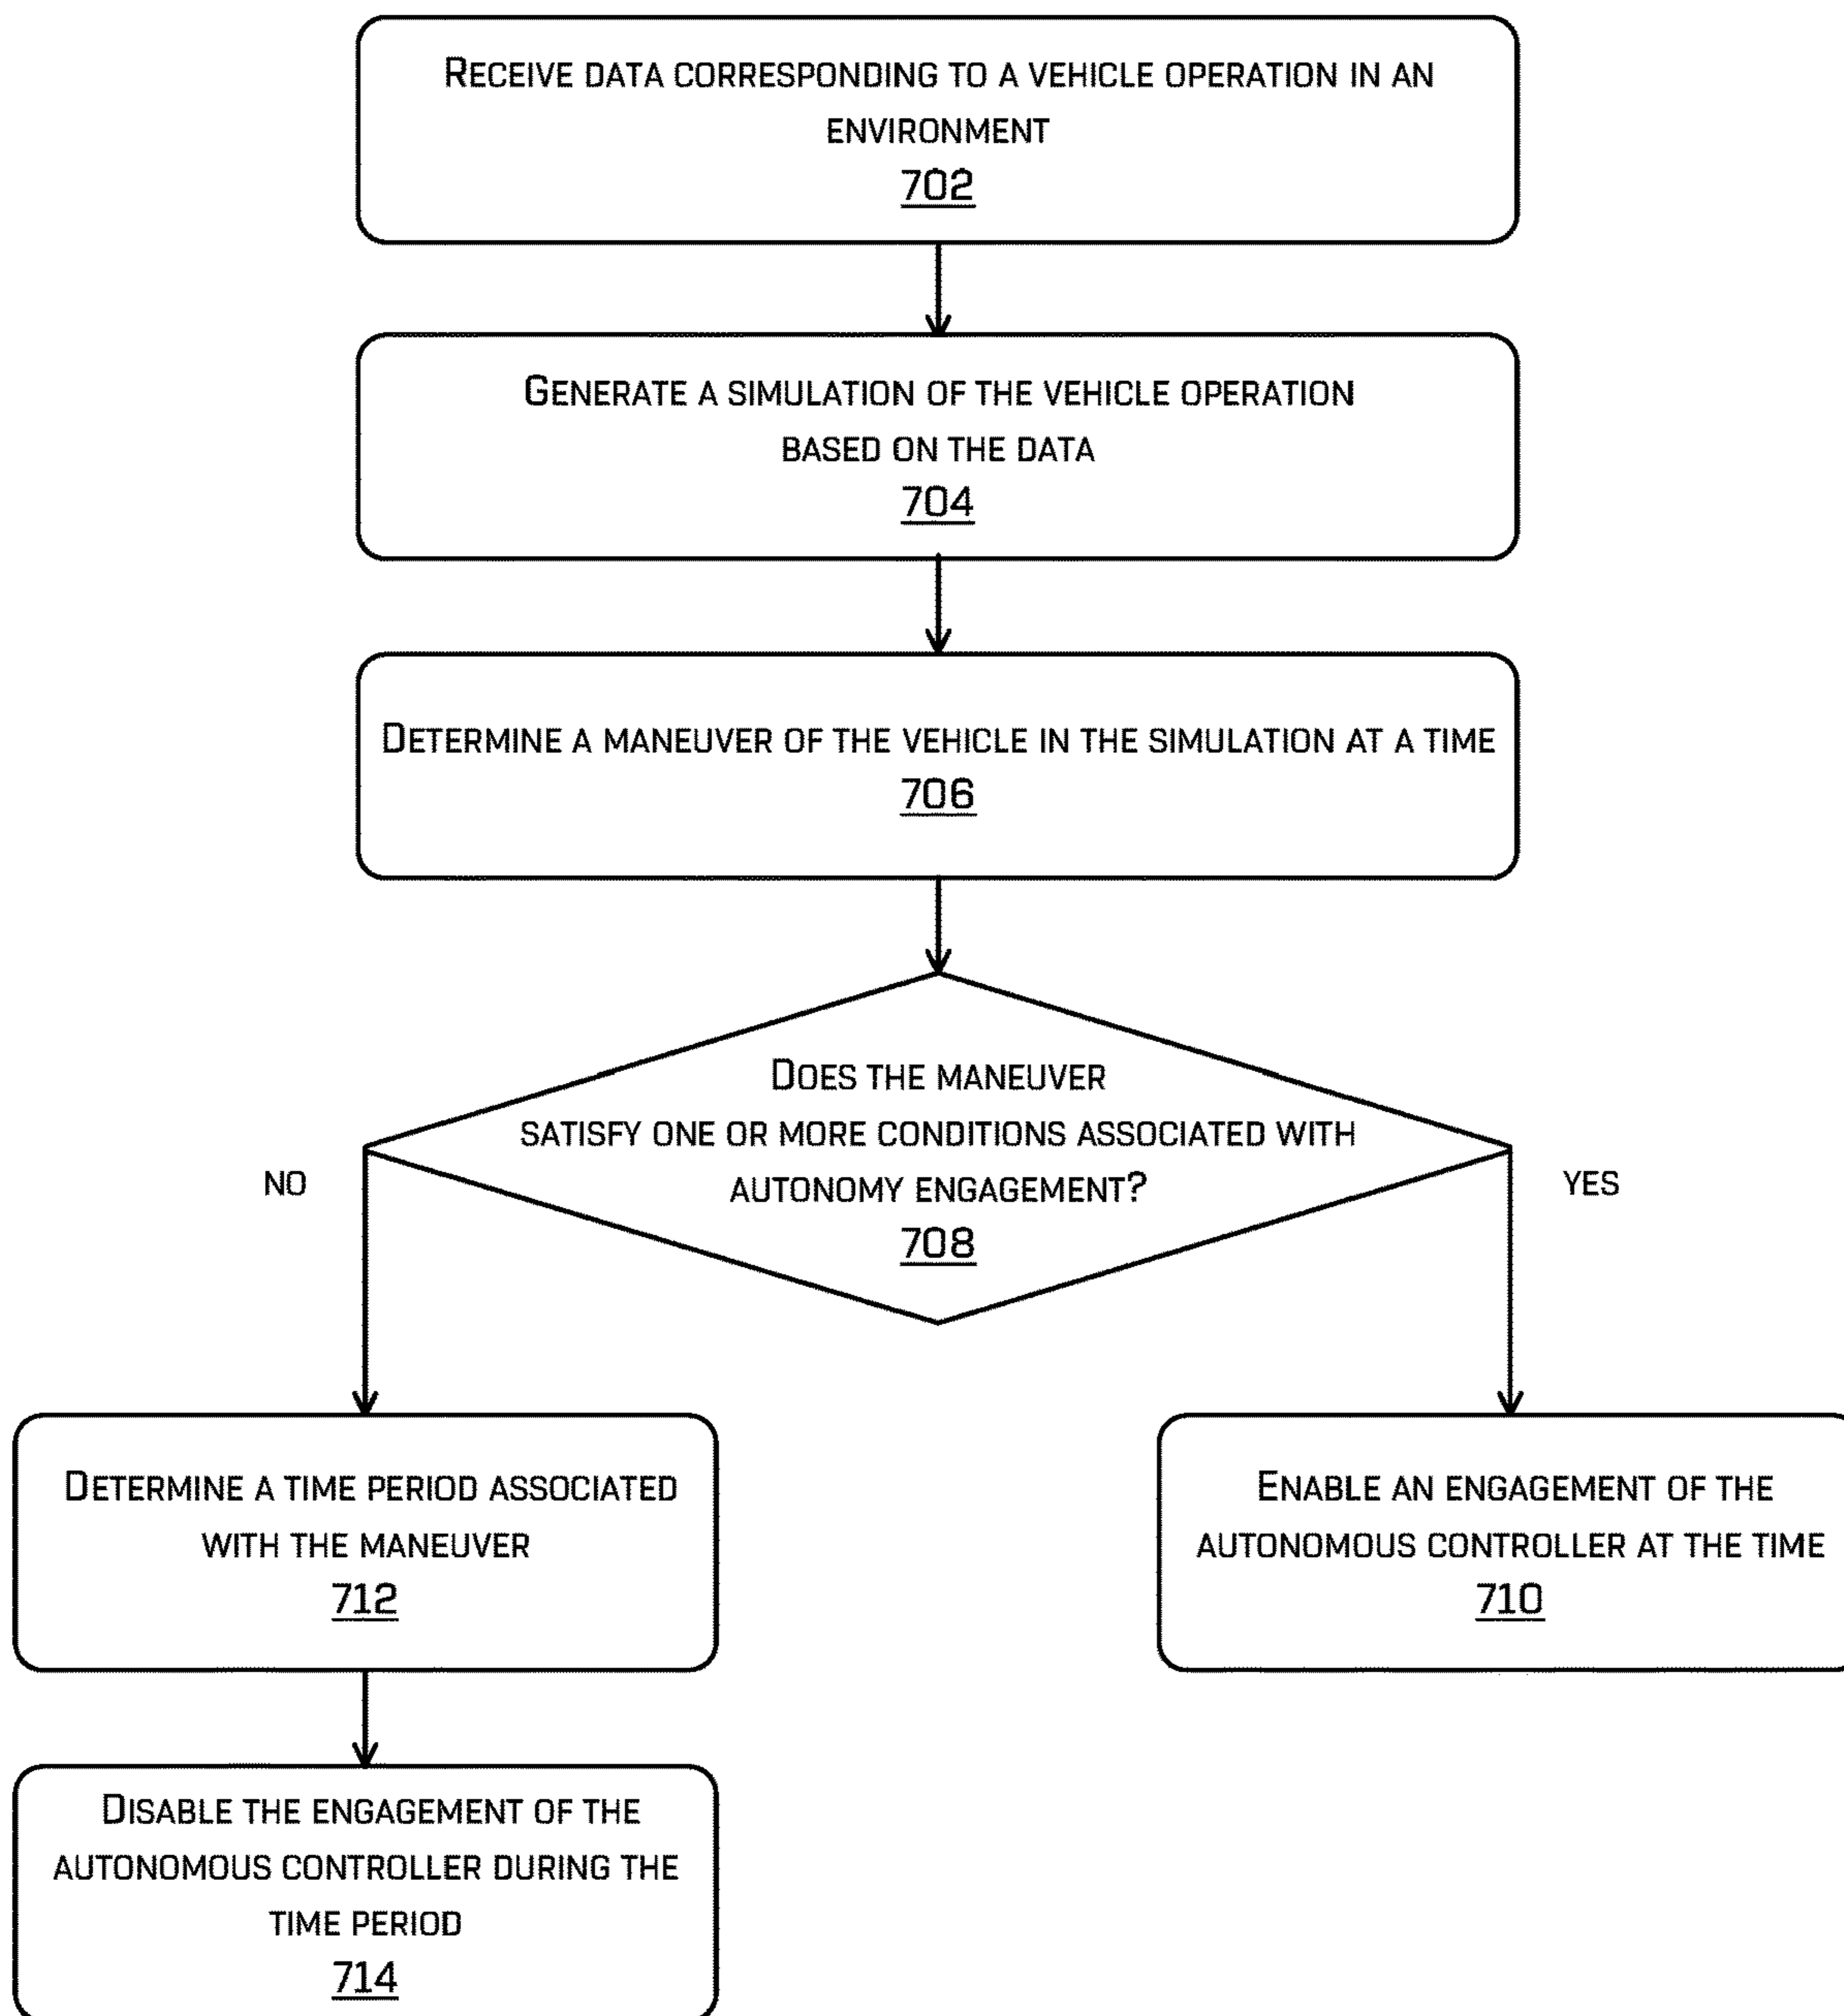 Receive data corresponding to a vehicle operation in an
environment
702
Generate a simulation of the vehicle operation
based on the data
704
Determine a maneuver of the vehicle in the simulation at a time
706
Does the maneuver
satisfy one or more conditions associated with
autonomy engagement?
708
no
yes
Determine a time period associated
with the maneuver
712
Enable an engagement of the
autonomous controller at the time
710
Disable the engagement of the
autonomous controller during the
time period
714